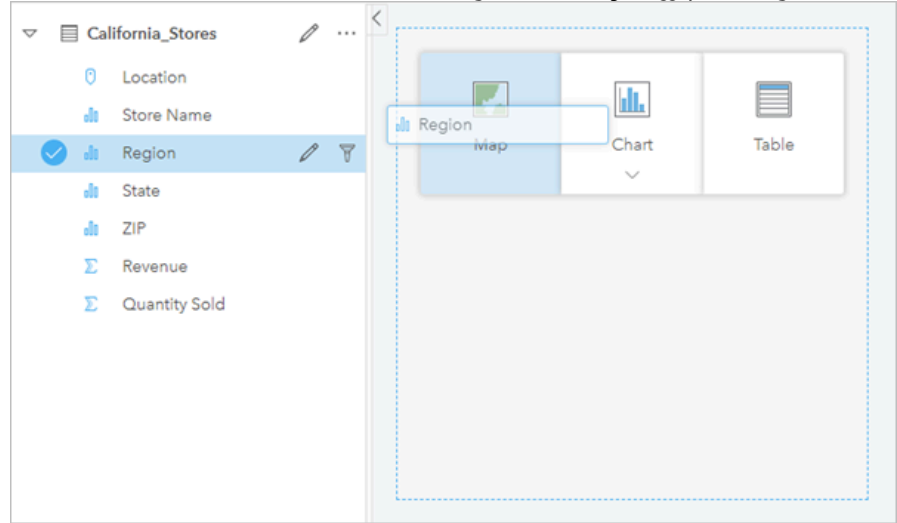 California_Stores
Location
Store Name
Region
State
ZIP
Revenue
Quantity Sold
Region
Map
Chart
Table